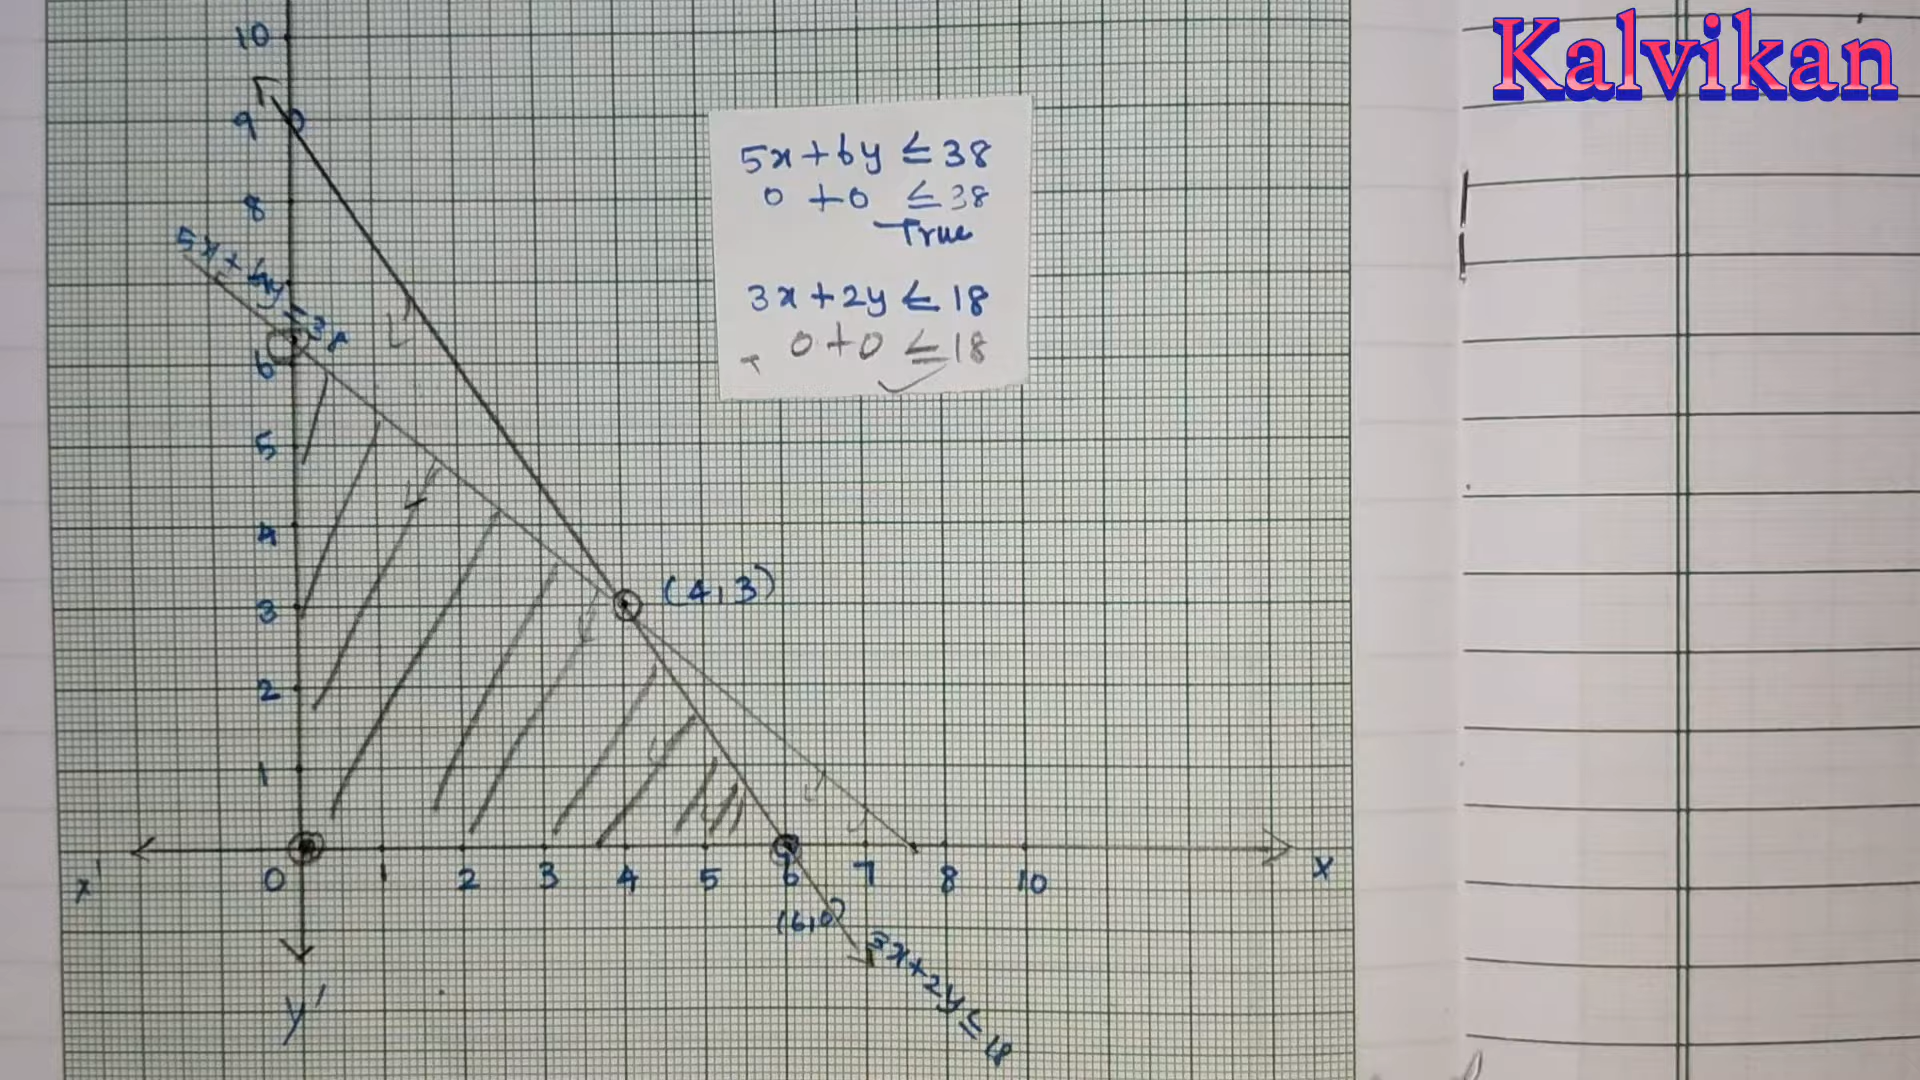 Kalvikan
10
9
8
5x + 6y ≤ 38
6
5
4
3
2
1
5x + 6y ≤ 38
0 + 0 ≤ 38
True
3x + 2y ≤ 18
0 + 0 ≤ 18
(4,3)
x'
0 1 2 3 4 5 6 7 8 10
x
(6,0)
3x + 2y ≤ 18
y'